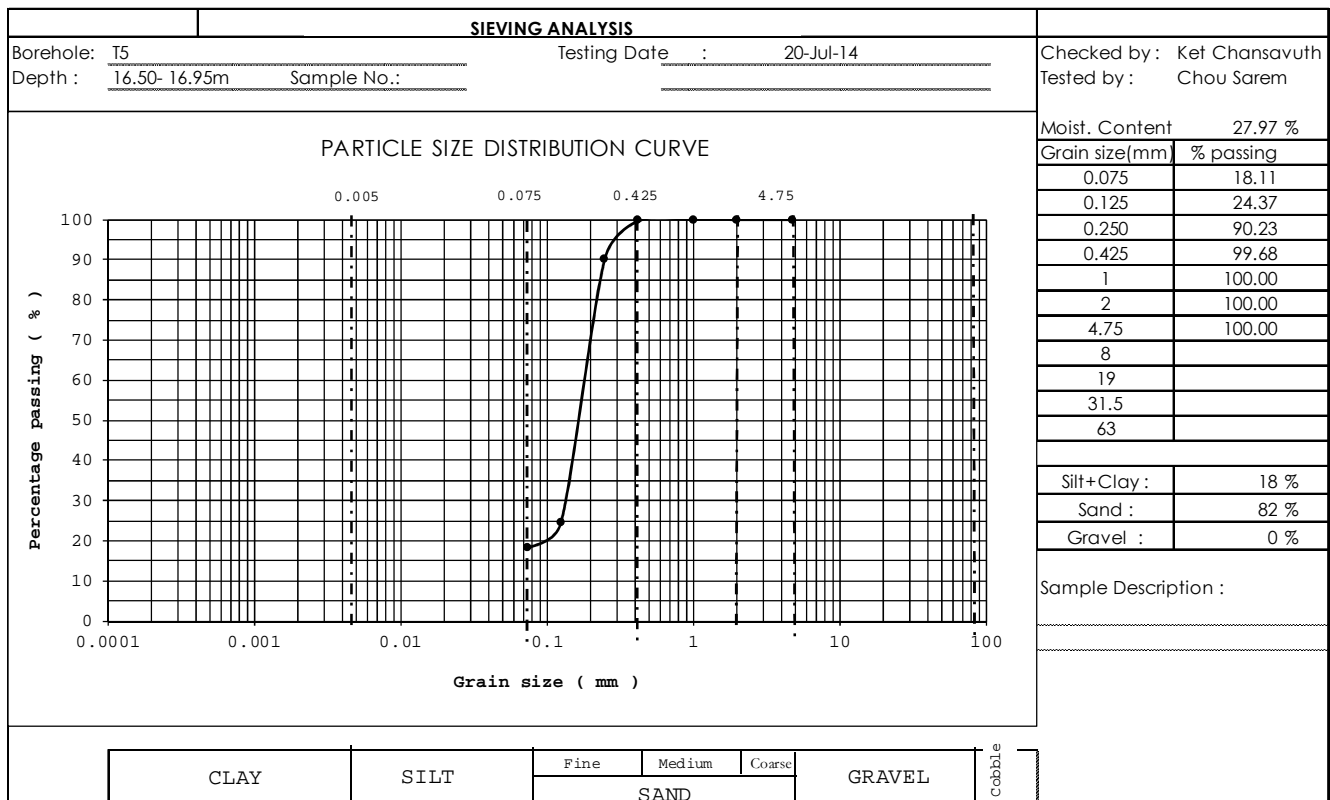 SIEVING ANALYSIS
Borehole: T5 Testing Date : 20-Jul-14
Depth : 16.50- 16.95m Sample No.:
Checked by : Ket Chansavuth
Tested by : Chou Sarem
Moist. Content 27.97 %
Grain size(mm) % passing
0.075 18.11
0.125 24.37
0.250 90.23
0.425 99.68
1 100.00
2 100.00
4.75 100.00
8
19
31.5
63
Silt+Clay : 18 %
Sand : 82 %
Gravel : 0 %
Sample Description :
PARTICLE SIZE DISTRIBUTION CURVE
0.005 0.075 0.425 4.75
100
90
80
70
60
50
40
30
20
10
0
Percentage passing ( % )
0.0001 0.001 0.01 0.1 1 10 100
Grain size ( mm )
CLAY SILT Fine Medium Coarse GRAVEL Cobble
SAND